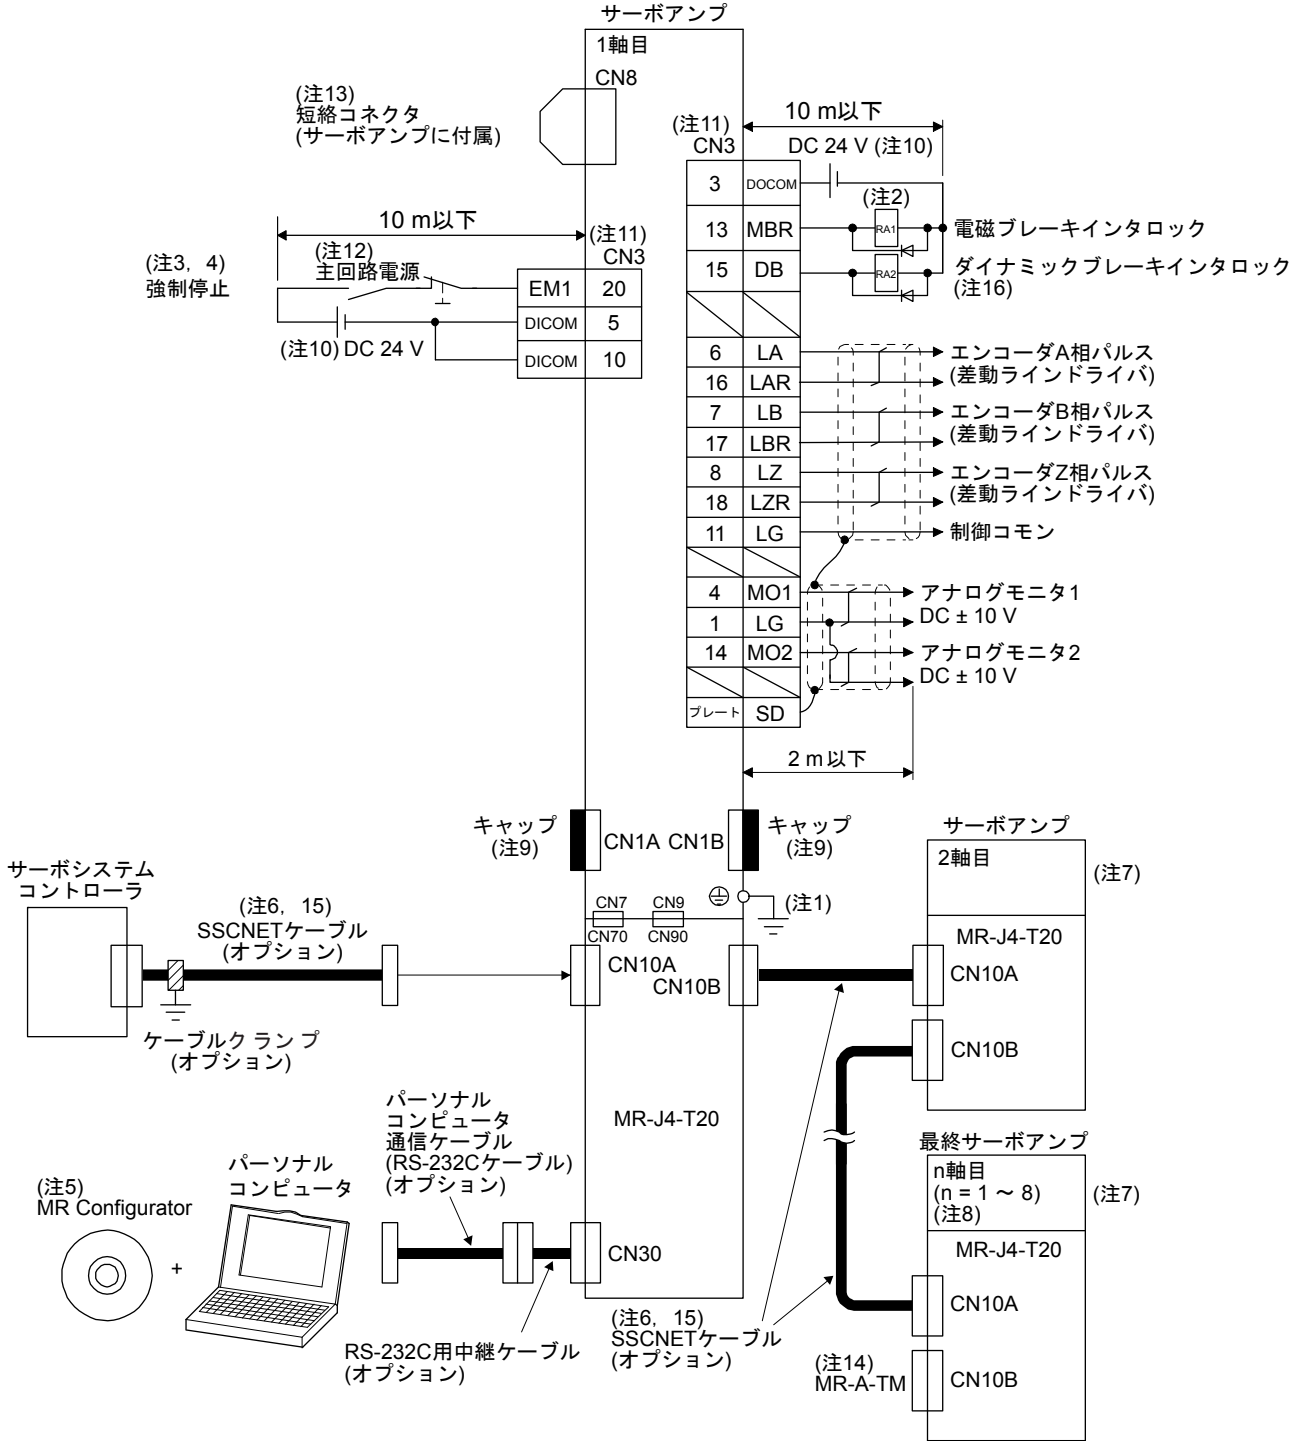 サーボアンプ
1軸目
CN8
(注13)
短絡コネクタ
(サーボアンプに付属)
10 m以下
(注11)
CN3
DC 24 V (注10)
3 DOCOM
(注2)
13 MBR
RA1
電磁ブレーキインタロック
15 DB
RA2
ダイナミックブレーキインタロック
(注16)
10 m以下
(注11)
CN3
(注12)
主回路電源
(注3, 4)
強制停止
EM1 20
DICOM 5
(注10) DC 24 V
DICOM 10
6 LA
エンコーダA相パルス
(差動ラインドライバ)
16 LAR
7 LB
エンコーダB相パルス
(差動ラインドライバ)
17 LBR
8 LZ
エンコーダZ相パルス
(差動ラインドライバ)
18 LZR
11 LG
制御コモン
4 MO1
アナログモニタ1
DC ± 10 V
1 LG
14 MO2
アナログモニタ2
DC ± 10 V
プレート SD
2 m以下
キャップ
(注9)
CN1A CN1B
キャップ
(注9)
サーボアンプ
2軸目
(注7)
サーボシステム
コントローラ
(注6, 15)
SSCNETケーブル
(オプション)
CN7 CN9
(注1)
CN70 CN90
CN10A
CN10B
MR-J4-T20
CN10A
CN10B
ケーブルクランプ
(オプション)
MR-J4-T20
パーソナル
コンピュータ
通信ケーブル
(RS-232Cケーブル)
(オプション)
最終サーボアンプ
n軸目
(n = 1 ～ 8)
(注8)
(注7)
MR-J4-T20
(注5)
MR Configurator
+
パーソナル
コンピュータ
CN30
CN10A
RS-232C用中継ケーブル
(オプション)
(注6, 15)
SSCNETケーブル
(オプション)
(注14)
MR-A-TM
CN10B